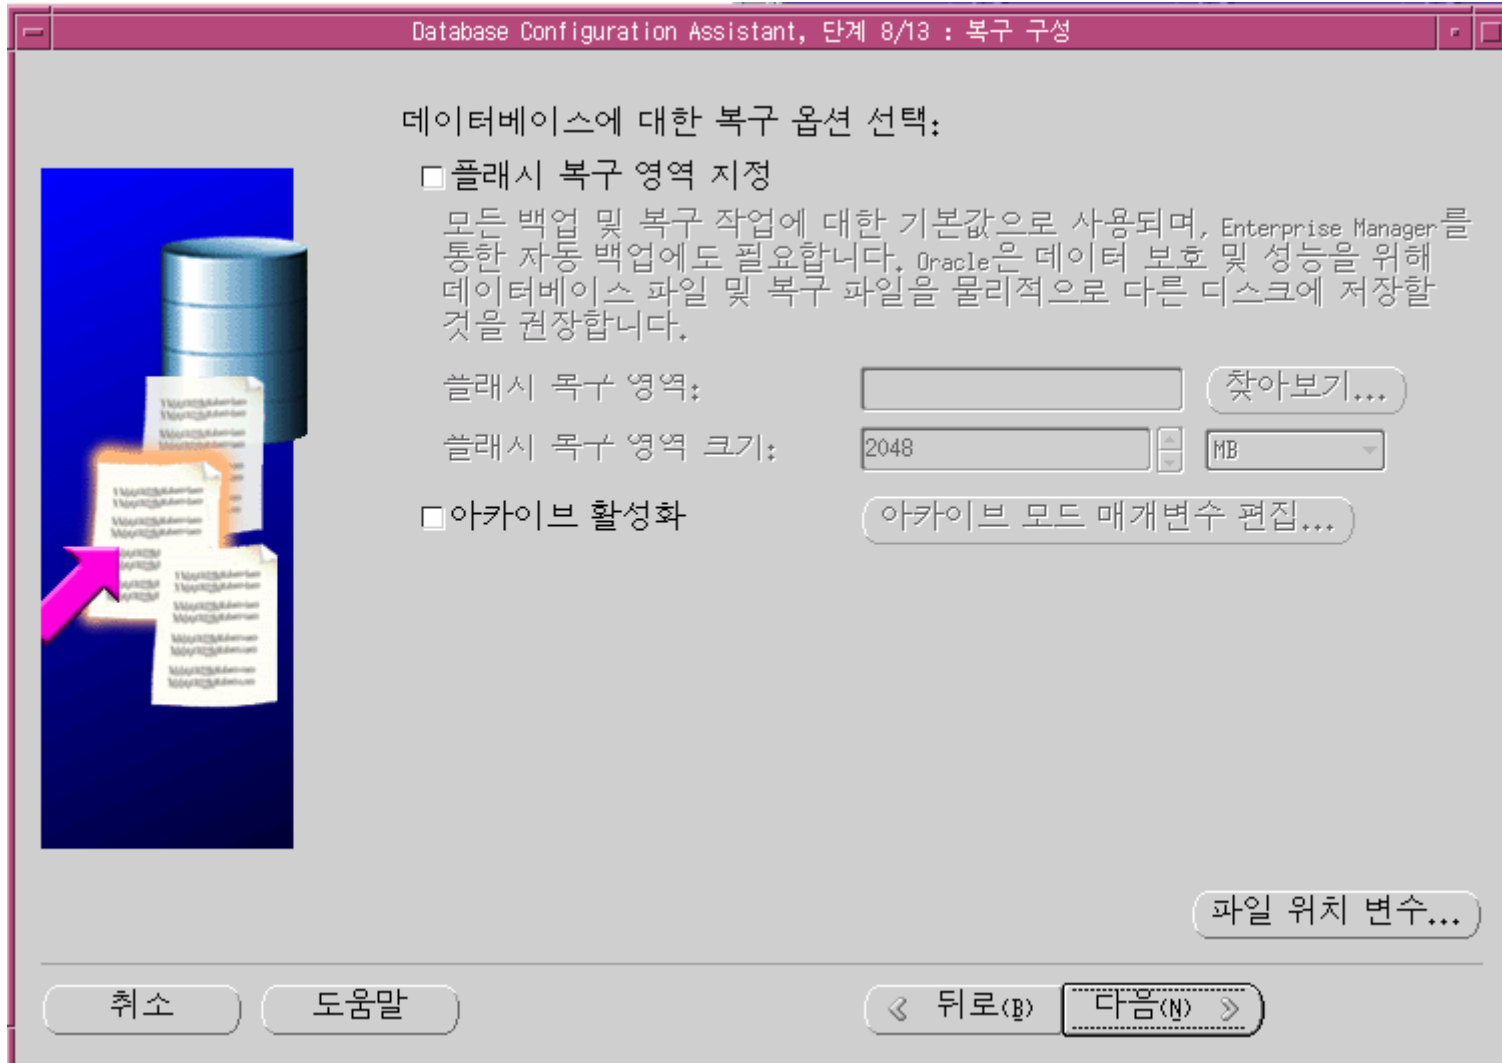 Database Configuration Assistant, 단계 8/13 : 복구 구성
데이터베이스에 대한 복구 옵션 선택:
플래시 복구 영역 지정
모든 백업 및 복구 작업에 대한 기본값으로 사용되며, Enterprise Manager를
통한 자동 백업에도 필요합니다. Oracle은 데이터 보호 및 성능을 위해
데이터베이스 파일 및 복구 파일을 물리적으로 다른 디스크에 저장할
것을 권장합니다.
플래시 복구 영역:
찾아보기...
플래시 복구 영역 크기:
2048
MB
아카이브 활성화
아카이브 모드 매개변수 편집...
파일 위치 변수...
취소
도움말
뒤로(B)
다음(N)